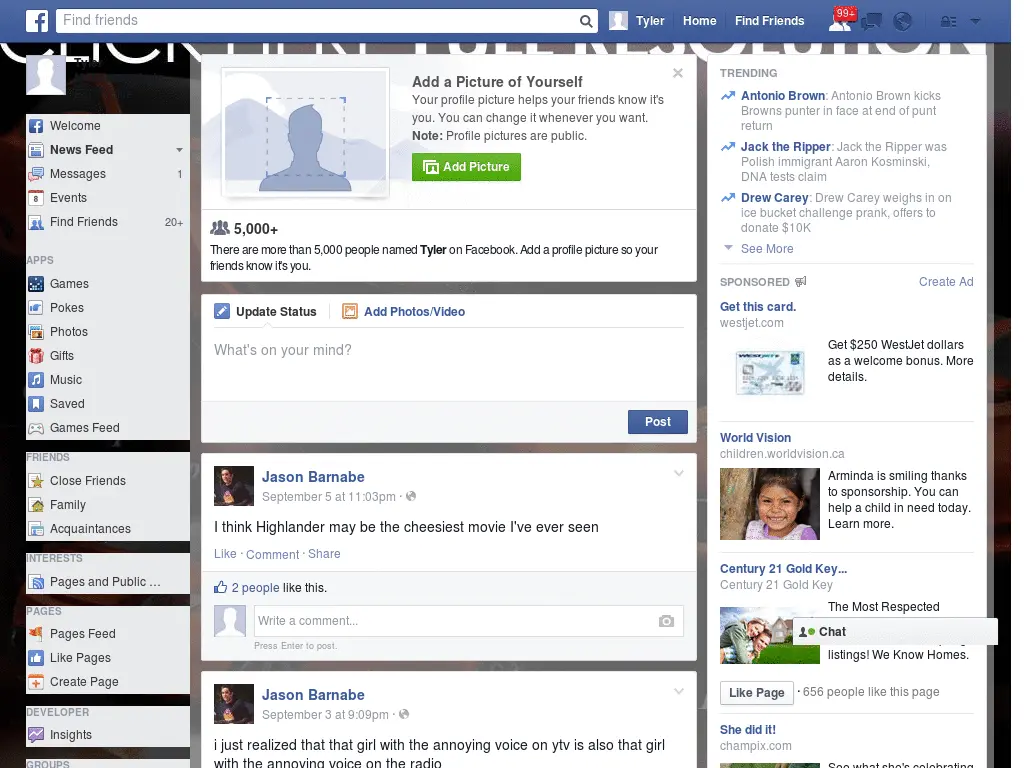 Find friends
Tyler
Home
Find Friends
99+
CLICK HERE FULL RESOLUTION
Tyler
Welcome
News Feed
Messages 1
8 Events
Find Friends 20+
APPS
Games
Pokes
Photos
Gifts
Music
Saved
Games Feed
FRIENDS
Close Friends
Family
Acquaintances
INTERESTS
Pages and Public ...
PAGES
Pages Feed
Like Pages
Create Page
DEVELOPER
Insights
GROUPS
Add a Picture of Yourself
Your profile picture helps your friends know it's
you. You can change it whenever you want.
Note: Profile pictures are public.
Add Picture
5,000+
There are more than 5,000 people named Tyler on Facebook. Add a profile picture so your
friends know it's you.
Update Status
Add Photos/Video
What's on your mind?
Post
Jason Barnabe
September 5 at 11:03pm ·
I think Highlander may be the cheesiest movie I've ever seen
Like · Comment · Share
2 people like this.
Write a comment...
Press Enter to post.
Jason Barnabe
September 3 at 9:09pm ·
i just realized that that girl with the annoying voice on ytv is also that girl
with the annoying voice on the radio
TRENDING
Antonio Brown: Antonio Brown kicks
Browns punter in face at end of punt
return
Jack the Ripper: Jack the Ripper was
Polish immigrant Aaron Kosminski,
DNA tests claim
Drew Carey: Drew Carey weighs in on
ice bucket challenge prank, offers to
donate $10K
See More
SPONSORED
Create Ad
Get this card.
westjet.com
Get $250 WestJet dollars
as a welcome bonus. More
details.
World Vision
children.worldvision.ca
Arminda is smiling thanks
to sponsorship. You can
help a child in need today.
Learn more.
Century 21 Gold Key...
Century 21 Gold Key
The Most Respected
Chat
listings! We Know Homes.
Like Page · 656 people like this page
She did it!
champix.com
See what she's celebrating